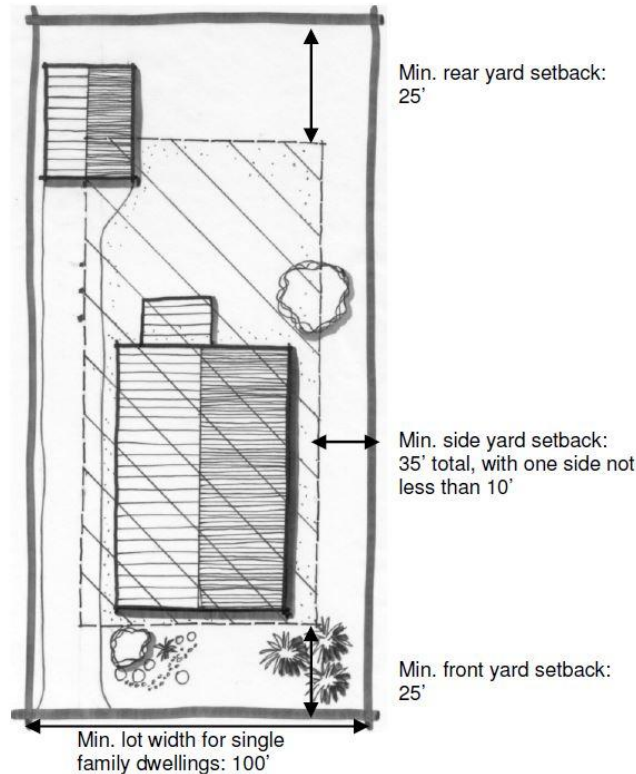 Min. rear yard setback:
25’
Min. side yard setback:
35’ total, with one side not
less than 10’
Min. front yard setback:
25’
Min. lot width for single
family dwellings: 100’